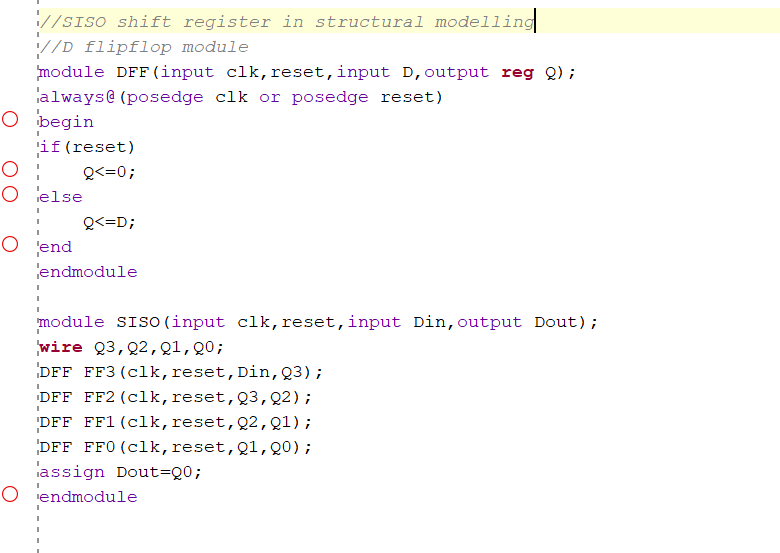 //SISO shift register in structural modelling
//D flipflop module
module DFF(input clk,reset,input D,output reg Q);
always@(posedge clk or posedge reset)
begin
if(reset)
    Q<=0;
else
    Q<=D;
end
endmodule

module SISO(input clk,reset,input Din,output Dout);
wire Q3,Q2,Q1,Q0;
DFF FF3(clk,reset,Din,Q3);
DFF FF2(clk,reset,Q3,Q2);
DFF FF1(clk,reset,Q2,Q1);
DFF FF0(clk,reset,Q1,Q0);
assign Dout=Q0;
endmodule